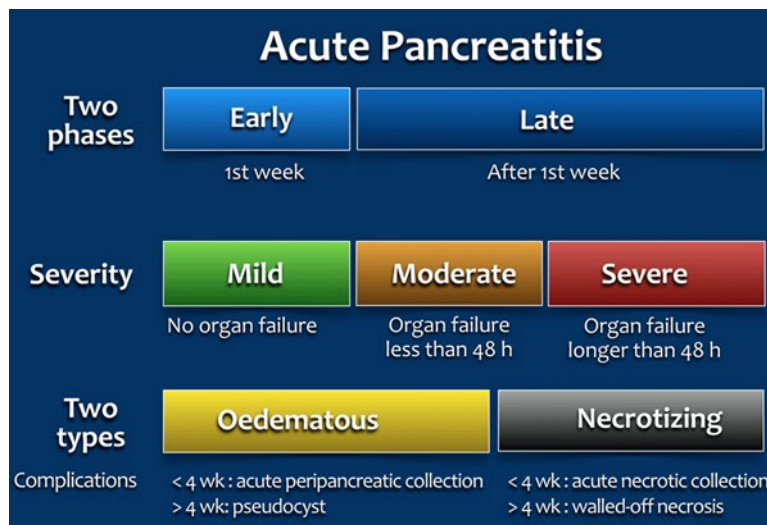 Acute Pancreatitis
Two phases
Early
Late
1st week
After 1st week
Severity
Mild
Moderate
Severe
No organ failure
Organ failure
less than 48 h
Organ failure
longer than 48 h
Two types
Oedematous
Necrotizing
Complications
< 4 wk : acute peripancreatic collection
> 4 wk: pseudocyst
< 4 wk : acute necrotic collection
> 4 wk : walled-off necrosis